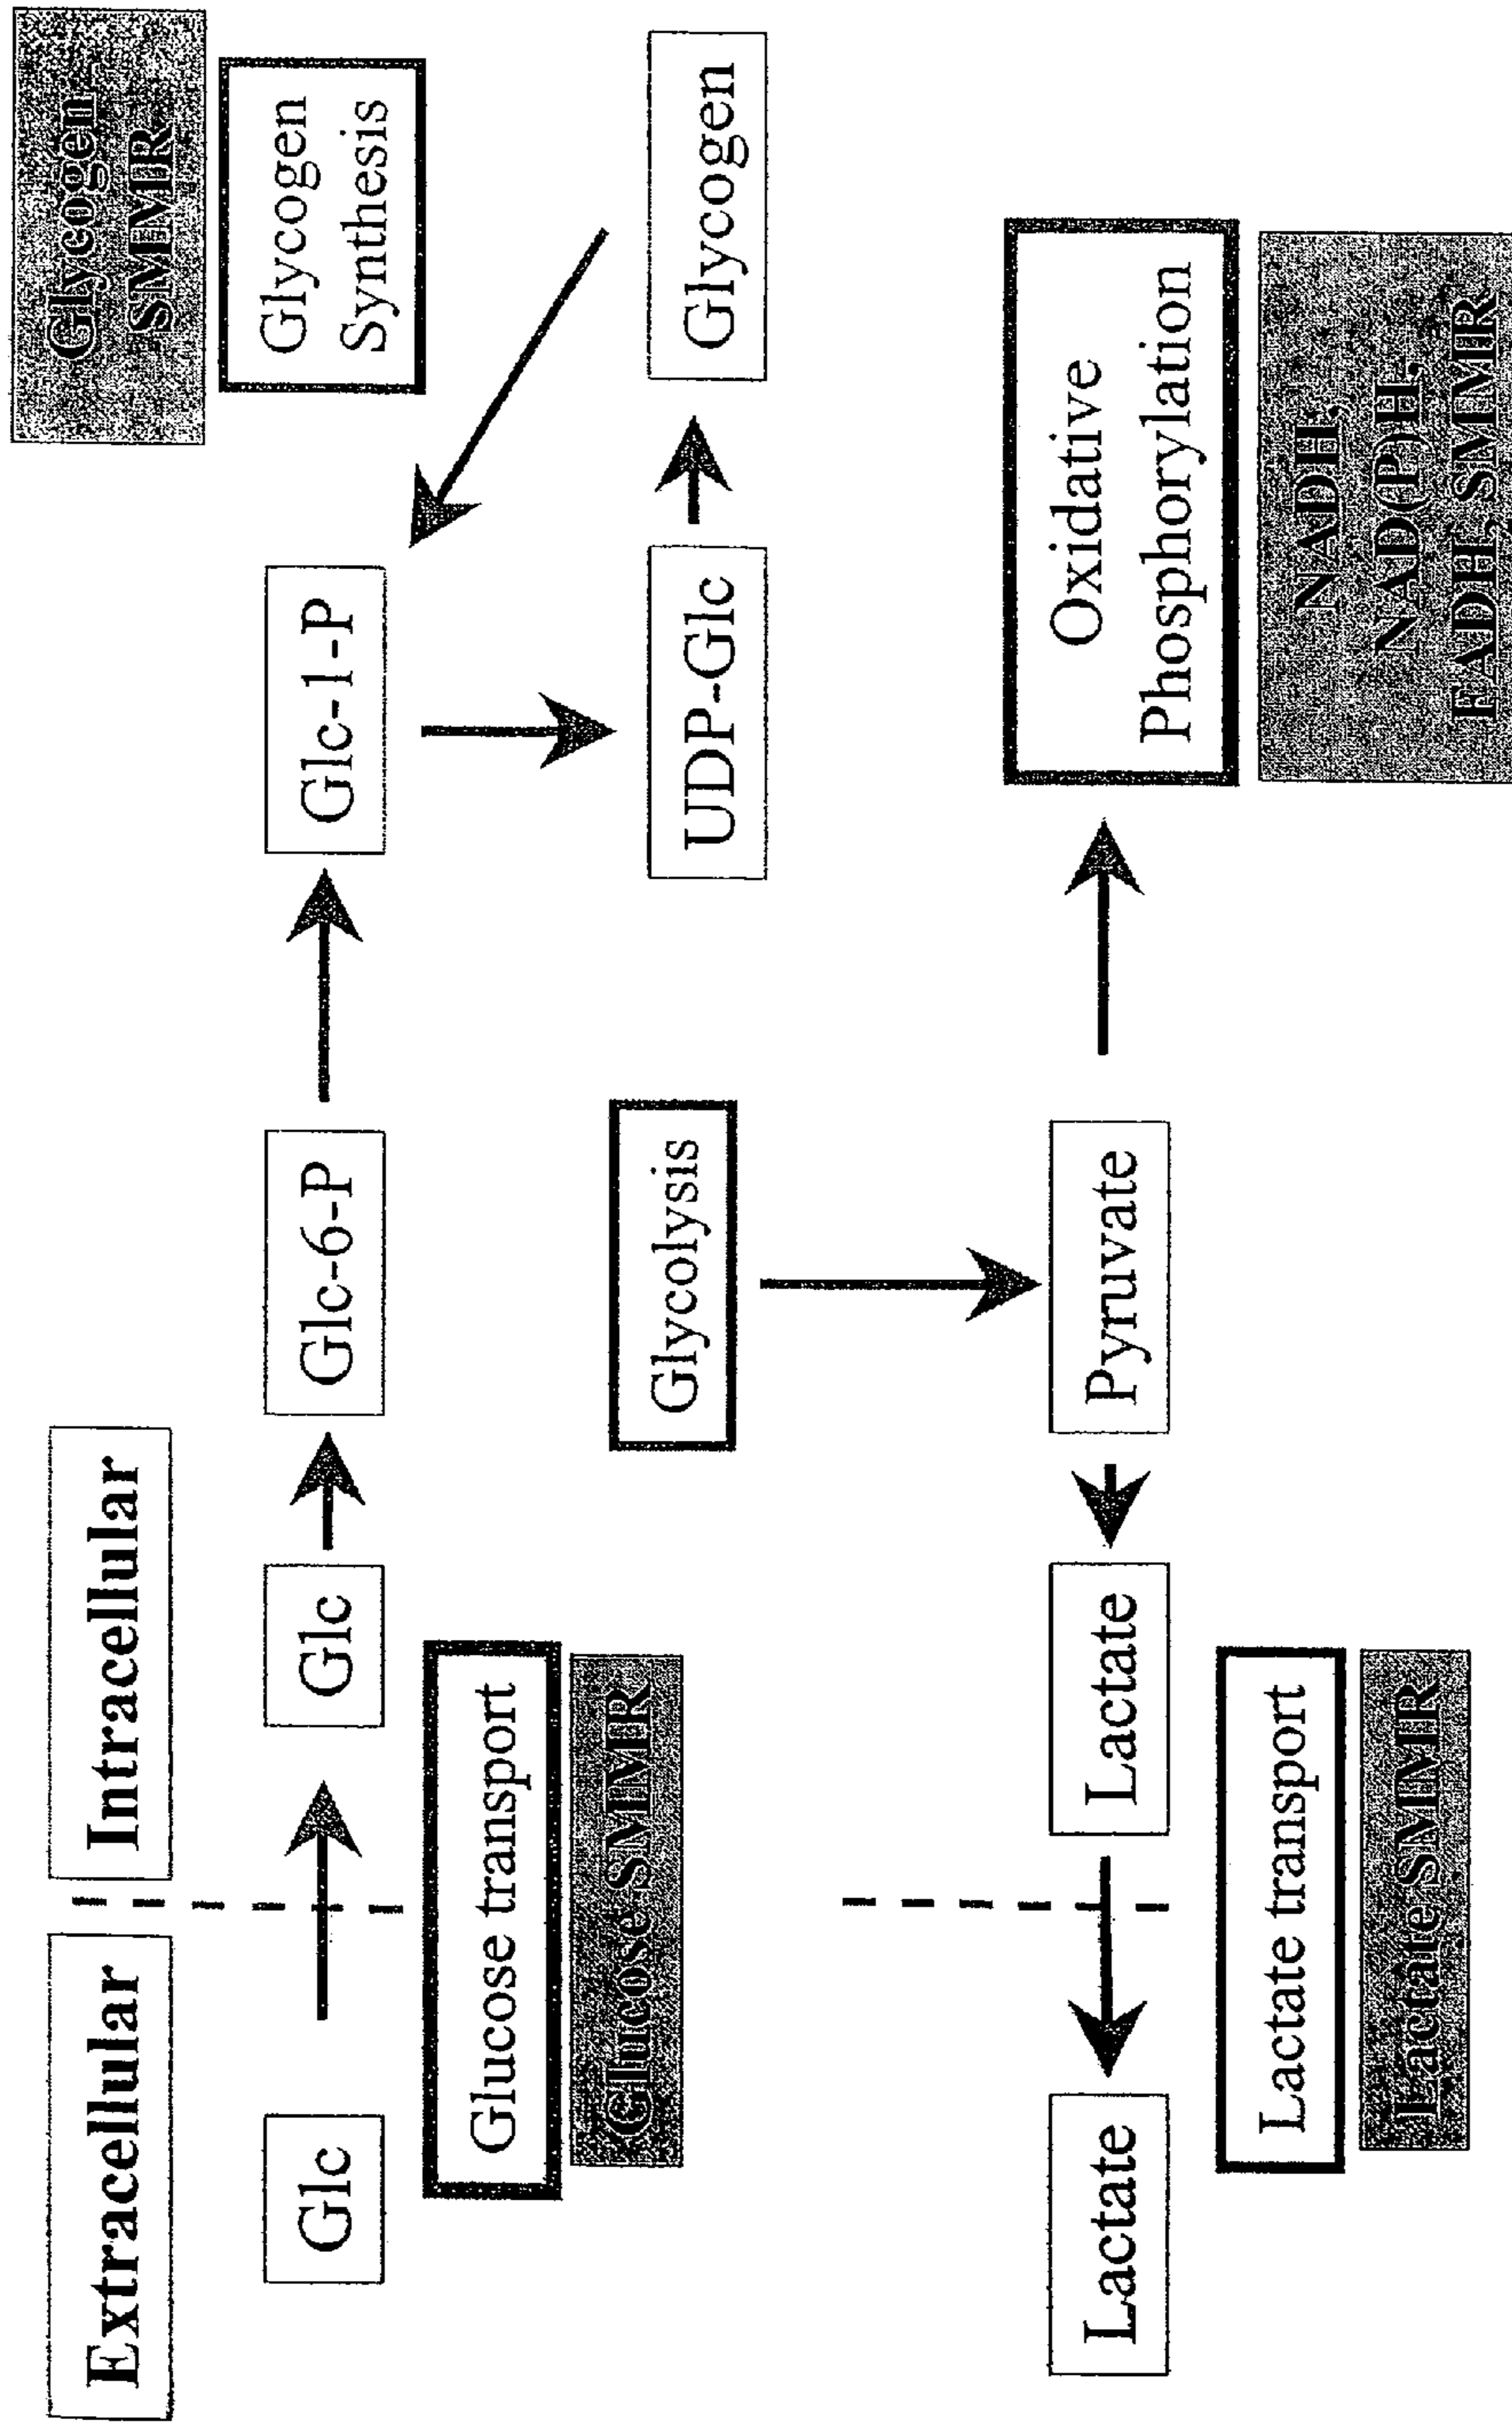 Extracellular
Intracellular
Glycogen
SMMR
Glc
Glc
Glc-6-P
Glc-1-P
Glycogen
Synthesis
Glucose transport
Glucose SMMR
Glycolysis
UDP-Glc
Glycogen
Lactate
Lactate
Pyruvate
Oxidative
Phosphorylation
Lactate transport
Lactate SMMR
NADH,
NAD(P)H,
FADH, SMMR